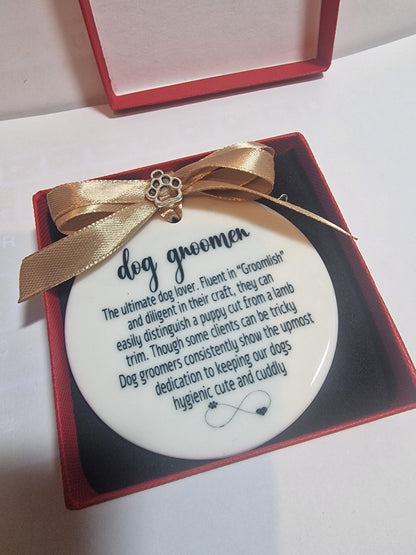 dog groomer
The ultimate dog lover. Fluent in "Groomish"
and diligent in their craft, they can
easily distinguish a puppy cut from a lamb
trim. Though some clients can be tricky
Dog groomers consistently show the upmost
dedication to keeping our dogs
hygienic cute and cuddly